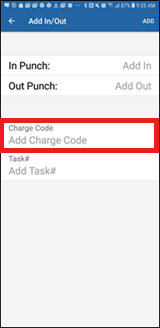 9:55 AM
Add In/Out ADD
In Punch: Add In
Out Punch: Add Out
Charge Code
Add Charge Code
Task#
Add Task#